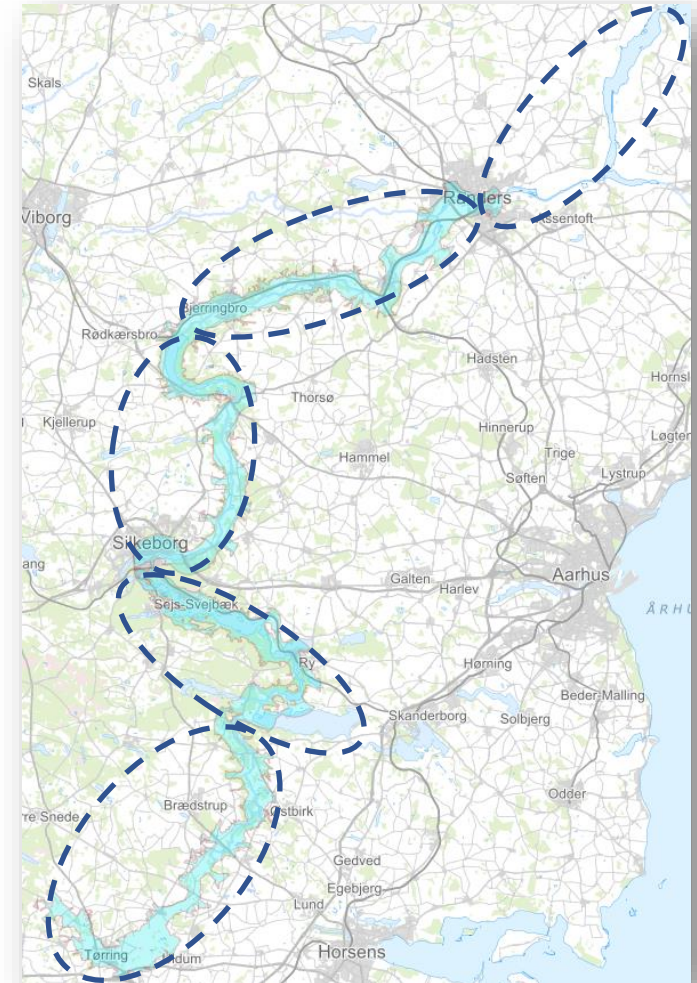 Skals
Viborg
Randers
Assentoft
Bjerringbro
Rødkærsbro
Hadsten
Thorsø
Kjellerup
Hinnerup
Trige
Hammel
Lystrup
Søften
Silkeborg
Galten
Harlev
Aarhus
Sejs-Svejbæk
Ry
Hørning
Beder-Malling
Skanderborg
Solbjerg
Brædstrup
Østbirk
Odder
Gedved
Egebjerg
Lund
Horsens
Tørring